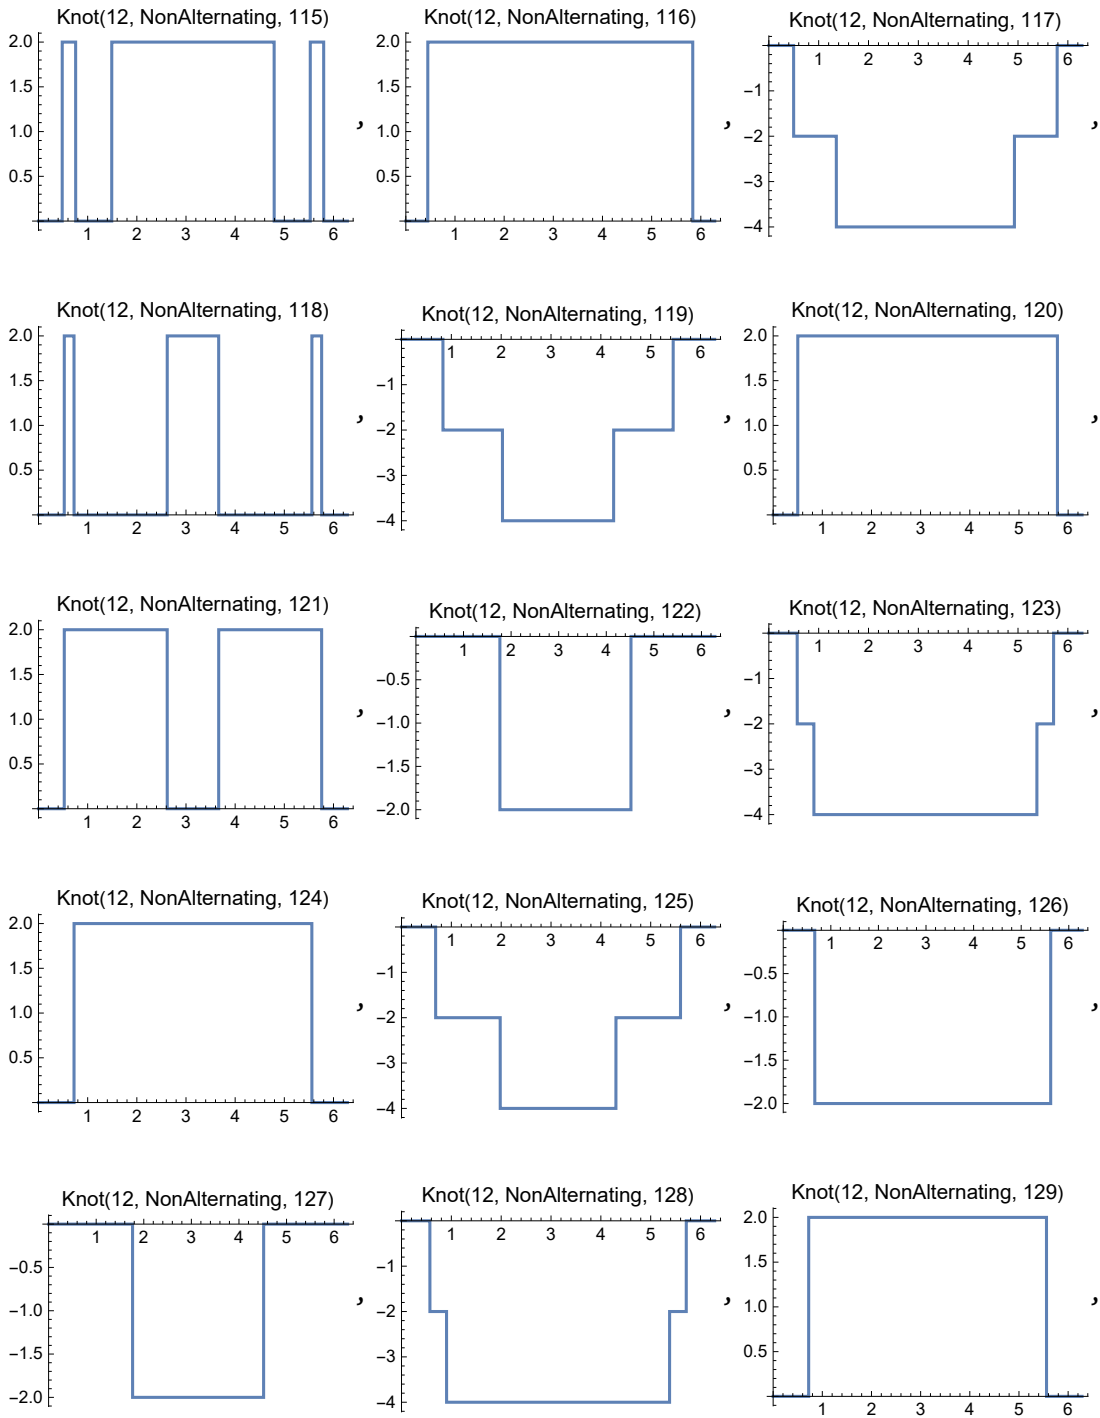 Knot(12, NonAlternating, 115)
2.0
1.5
1.0
0.5
1 2 3 4 5 6
,
Knot(12, NonAlternating, 116)
2.0
1.5
1.0
0.5
1 2 3 4 5 6
,
Knot(12, NonAlternating, 117)
1 2 3 4 5 6
−1
−2
−3
−4
,
Knot(12, NonAlternating, 118)
2.0
1.5
1.0
0.5
1 2 3 4 5 6
,
Knot(12, NonAlternating, 119)
1 2 3 4 5 6
−1
−2
−3
−4
,
Knot(12, NonAlternating, 120)
2.0
1.5
1.0
0.5
1 2 3 4 5 6
,
Knot(12, NonAlternating, 121)
2.0
1.5
1.0
0.5
1 2 3 4 5 6
,
Knot(12, NonAlternating, 122)
1 2 3 4 5 6
−0.5
−1.0
−1.5
−2.0
,
Knot(12, NonAlternating, 123)
1 2 3 4 5 6
−1
−2
−3
−4
,
Knot(12, NonAlternating, 124)
2.0
1.5
1.0
0.5
1 2 3 4 5 6
,
Knot(12, NonAlternating, 125)
1 2 3 4 5 6
−1
−2
−3
−4
,
Knot(12, NonAlternating, 126)
1 2 3 4 5 6
−0.5
−1.0
−1.5
−2.0
,
Knot(12, NonAlternating, 127)
1 2 3 4 5 6
−0.5
−1.0
−1.5
−2.0
,
Knot(12, NonAlternating, 128)
1 2 3 4 5 6
−1
−2
−3
−4
,
Knot(12, NonAlternating, 129)
2.0
1.5
1.0
0.5
1 2 3 4 5 6
,